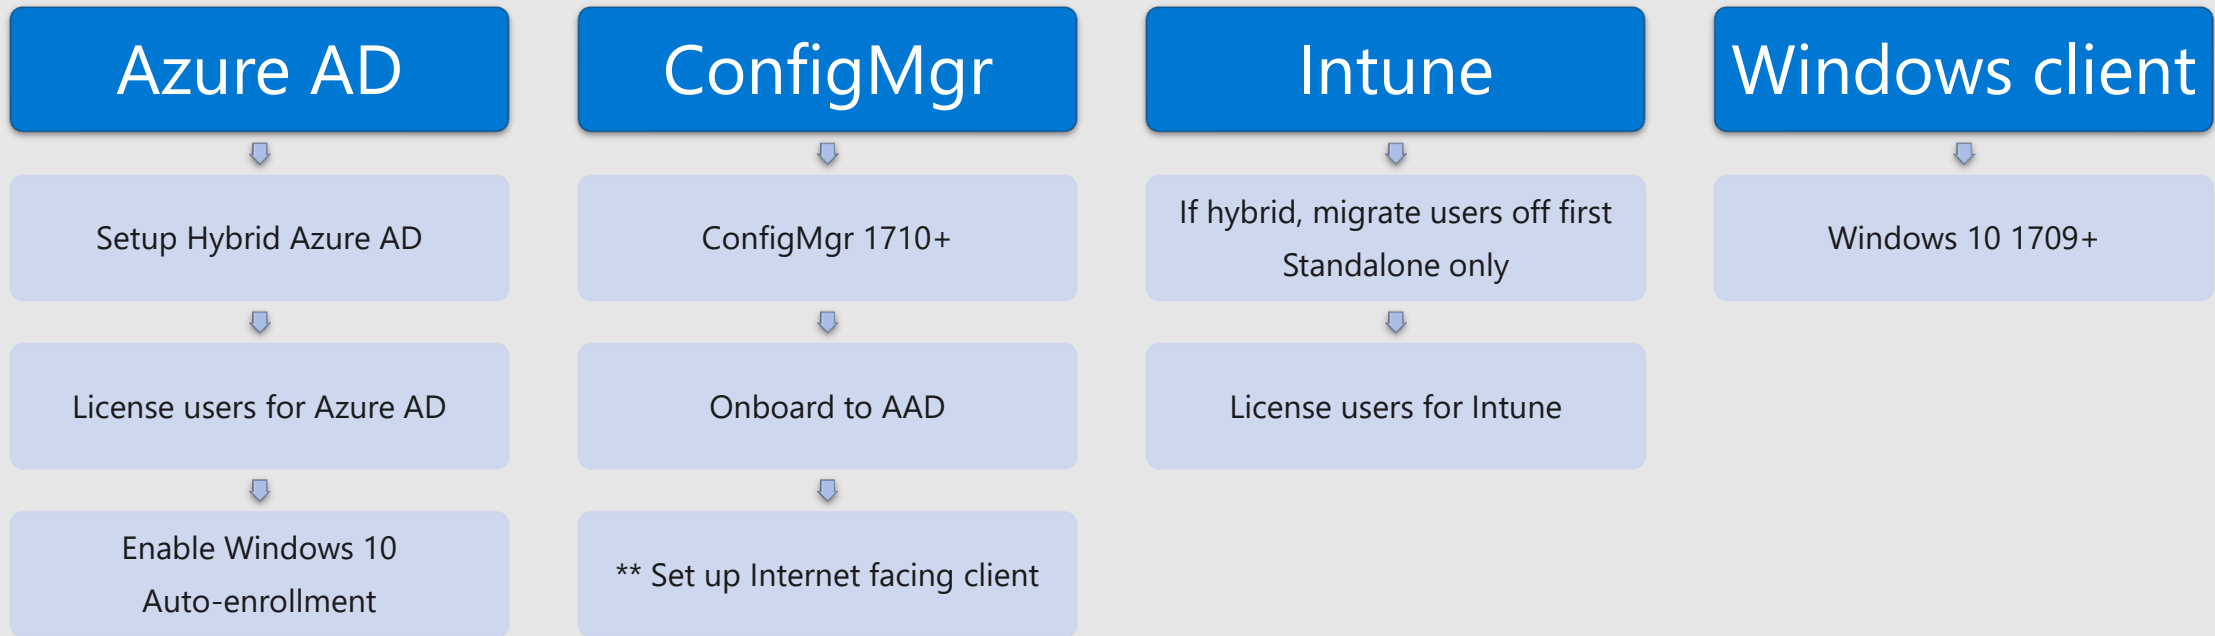 Azure AD
Setup Hybrid Azure AD
License users for Azure AD
Enable Windows 10
Auto-enrollment
ConfigMgr
ConfigMgr 1710+
Onboard to AAD
** Set up Internet facing client
Intune
If hybrid, migrate users off first
Standalone only
License users for Intune
Windows client
Windows 10 1709+